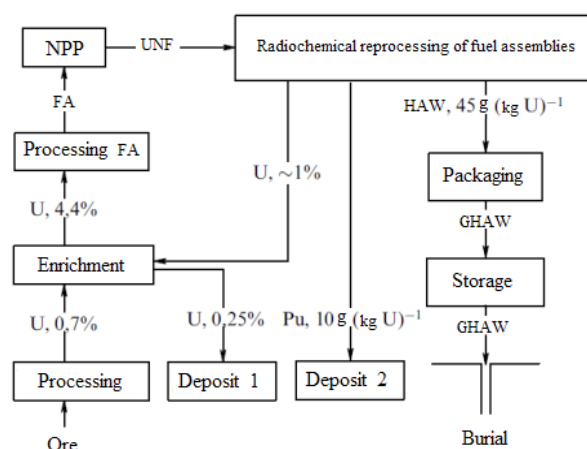 NPP
UNF
Radiochemical reprocessing of fuel assemblies
FA
HAW, 45 g (kg U)⁻¹
Processing FA
U, ~1%
Packaging
U, 4,4%
GHAW
Enrichment
Storage
U, 0,7%
U, 0,25%
Pu, 10 g (kg U)⁻¹
GHAW
Processing
Deposit 1
Deposit 2
Ore
Burial